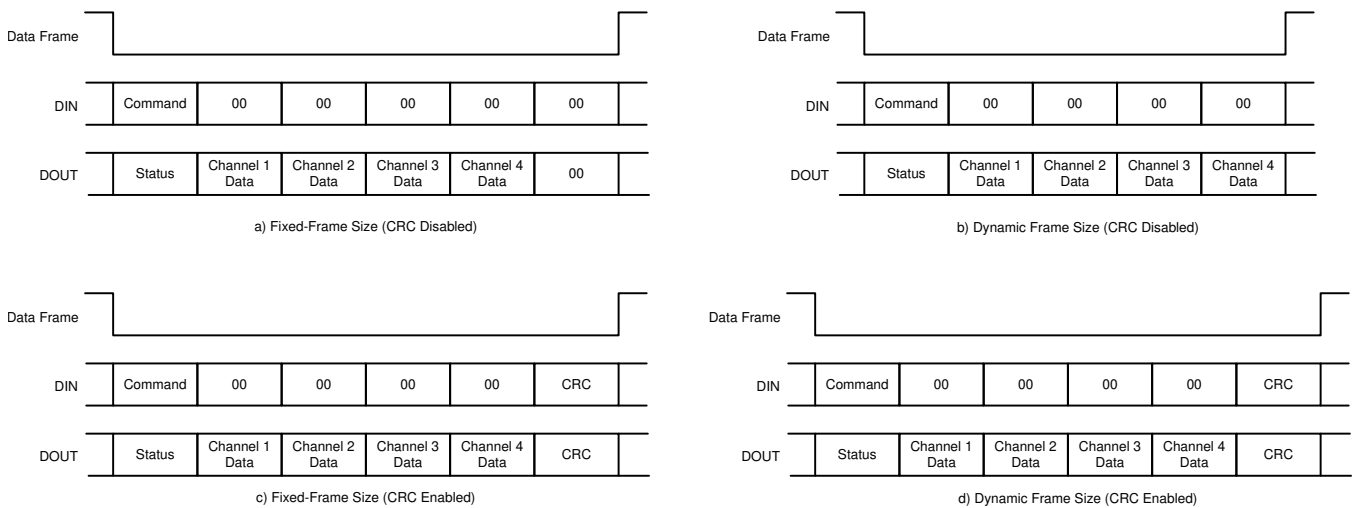 Data Frame
DIN Command 00 00 00 00 00
DOUT Status Channel 1 Data Channel 2 Data Channel 3 Data Channel 4 Data 00
a) Fixed-Frame Size (CRC Disabled)
Data Frame
DIN Command 00 00 00 00
DOUT Status Channel 1 Data Channel 2 Data Channel 3 Data Channel 4 Data
b) Dynamic Frame Size (CRC Disabled)
Data Frame
DIN Command 00 00 00 00 CRC
DOUT Status Channel 1 Data Channel 2 Data Channel 3 Data Channel 4 Data CRC
c) Fixed-Frame Size (CRC Enabled)
Data Frame
DIN Command 00 00 00 00 CRC
DOUT Status Channel 1 Data Channel 2 Data Channel 3 Data Channel 4 Data CRC
d) Dynamic Frame Size (CRC Enabled)